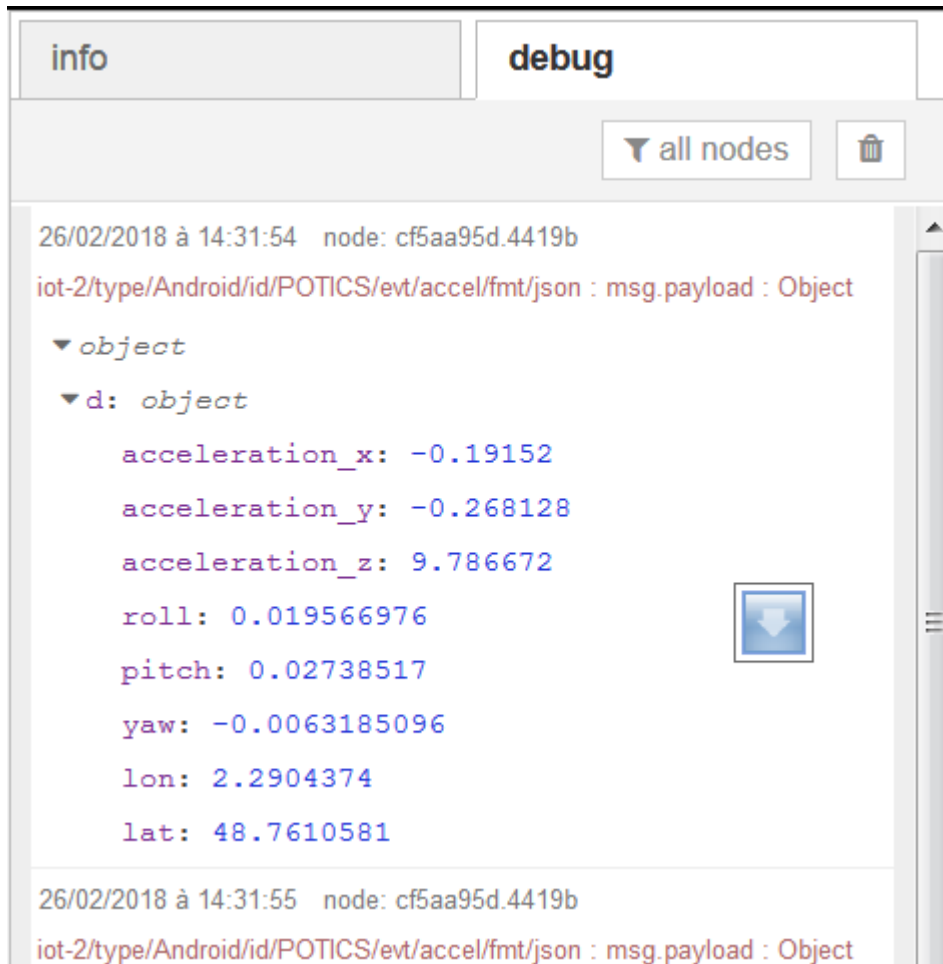 info debug
all nodes
26/02/2018 à 14:31:54 node: cf5aa95d.4419b
iot-2/type/Android/id/POTICS/evt/accel/fmt/json : msg.payload : Object
object
d: object
acceleration_x: -0.19152
acceleration_y: -0.268128
acceleration_z: 9.786672
roll: 0.019566976
pitch: 0.02738517
yaw: -0.0063185096
lon: 2.2904374
lat: 48.7610581
26/02/2018 à 14:31:55 node: cf5aa95d.4419b
iot-2/type/Android/id/POTICS/evt/accel/fmt/json : msg.payload : Object